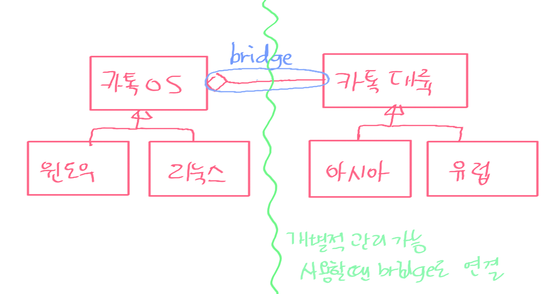 bridge
카톡 OS
카톡 대륙
윈도우
리눅스
아시아
유럽
개별적 관리 가능
사용할땐 bridge로 연결